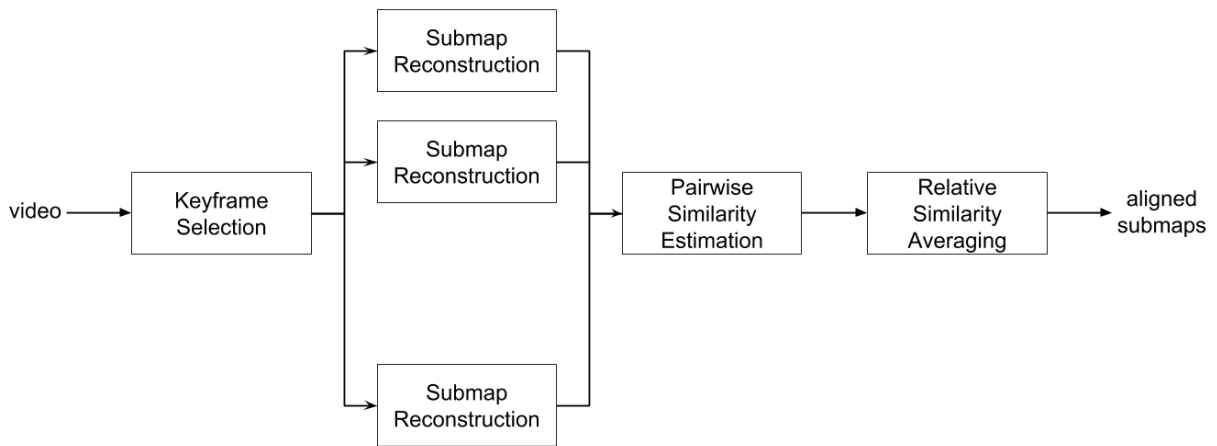 video
Keyframe
Selection
Submap
Reconstruction
Submap
Reconstruction
Submap
Reconstruction
Pairwise
Similarity
Estimation
Relative
Similarity
Averaging
aligned
submaps